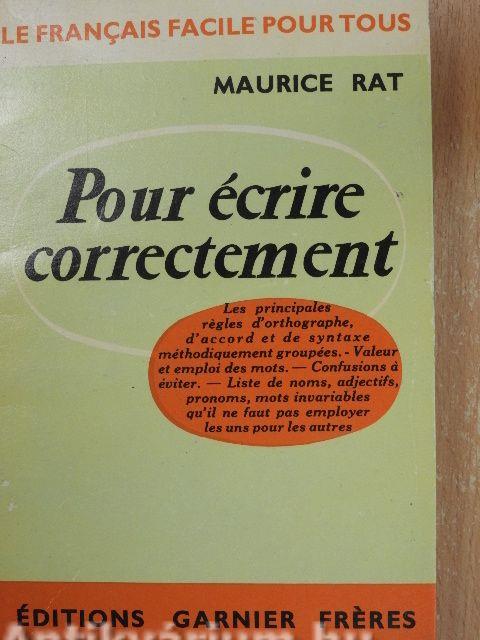 LE FRANÇAIS FACILE POUR TOUS
MAURICE RAT
Pour écrire
correctement
Les principales
règles d'orthographe,
d'accord et de syntaxe
méthodiquement groupées. - Valeur
et emploi des mots. — Confusions à
éviter. — Liste de noms, adjectifs,
pronoms, mots invariables
qu'il ne faut pas employer
les uns pour les autres
ÉDITIONS GARNIER FRÈRES
Antikvárium.hu